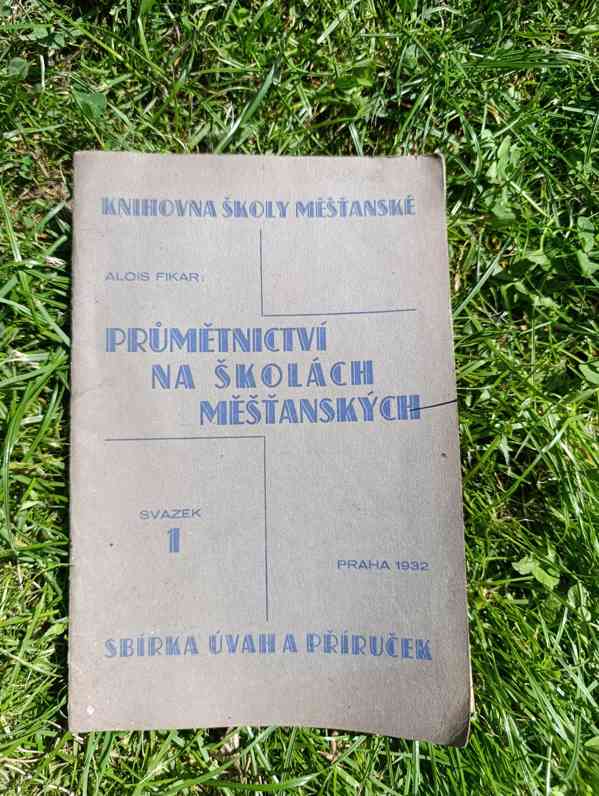 KNIHOVNA ŠKOLY MĚŠŤANSKÉ
ALOIS FIKAR:
PRŮMĚTNICTVÍ
NA ŠKOLÁCH
MĚŠŤANSKÝCH
SVAZEK
1
PRAHA 1932
SBÍRKA ÚVAH A PŘÍRUČEK